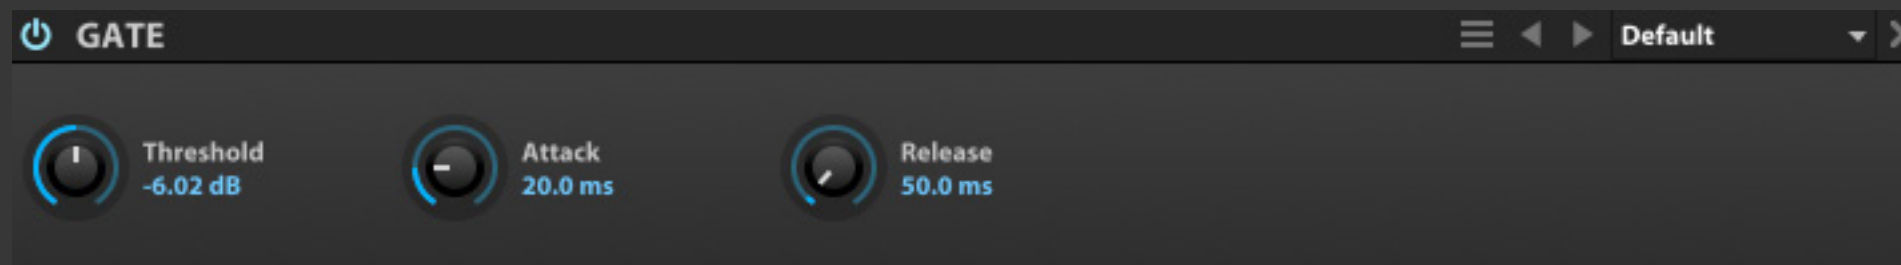 GATE
Default
Threshold
-6.02 dB
Attack
20.0 ms
Release
50.0 ms